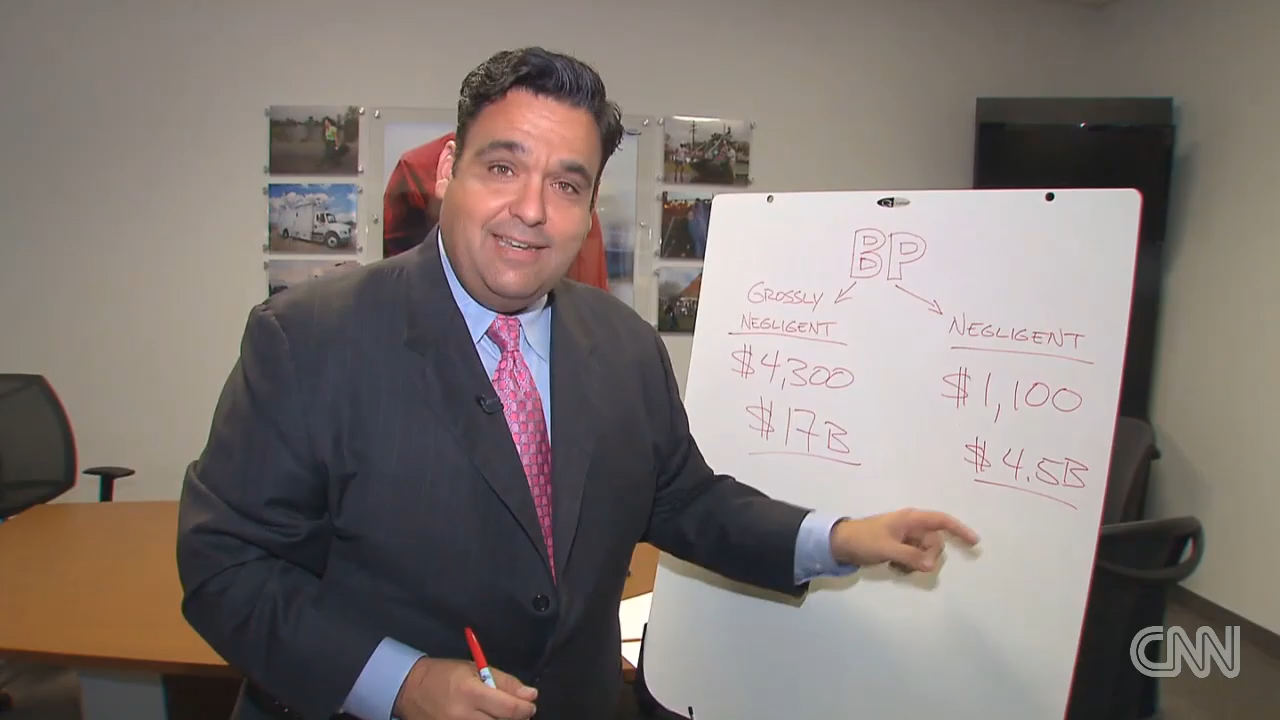 BP
GROSSLY
NEGLIGENT
$4,300
$17B
NEGLIGENT
$1,100
$4.5B
CNN